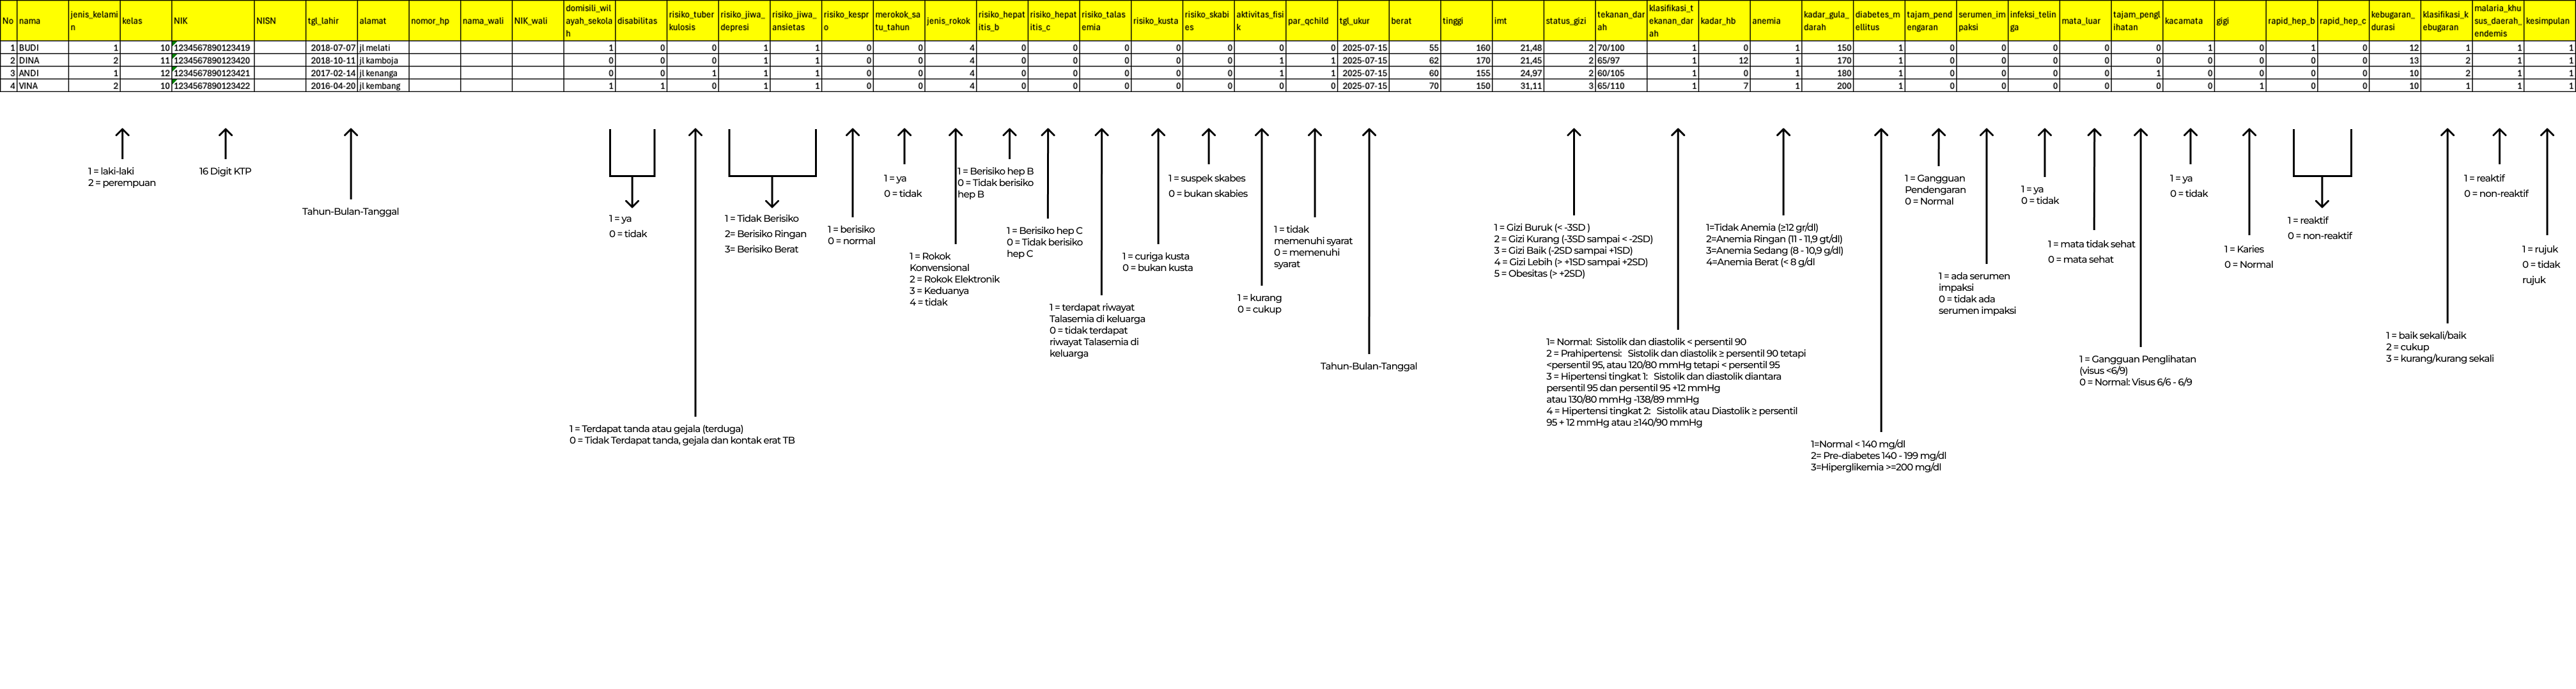 No nama jenis_kelamin kelas NIK NISN tgl_lahir alamat nomor_hp nama_wali NIK_wali domisili_wilayah_sekolah disabilitas risiko_tuberkulosis risiko_jiwa_depresi risiko_jiwa_ansietas risiko_kespro merokok_satu_tahun jenis_rokok risiko_hepatitis_b risiko_hepatitis_c risiko_talasemia risiko_kusta risiko_skabies aktivitas_fisik par_qchild tgl_ukur berat tinggi imt status_gizi tekanan_darah klasifikasi_tekanan_darah kadar_hb anemia kadar_gula_darah diabetes_mellitus tajam_pendengaran serumen_impaksi infeksi_telinga mata_luar tajam_penglihatan kacamata gigi rapid_hep_b rapid_hep_c kebugaran_durasi klasifikasi_kebugaran malaria_khusus_daerah_endemis kesimpulan
1 BUDI 1 10 1234567890123419 2018-07-07 jl melati 1 0 0 1 1 0 0 4 0 0 0 0 0 0 0 2025-07-15 55 160 21,48 2 70/100 1 0 1 150 1 0 0 0 0 0 1 0 1 0 12 1 1 1
2 DINA 2 11 1234567890123420 2018-10-11 jl kamboja 0 0 0 1 1 0 0 4 0 0 0 0 0 1 1 2025-07-15 62 170 21,45 2 65/97 1 12 1 170 1 0 0 0 0 0 0 0 0 0 13 2 1 1
3 ANDI 1 12 1234567890123421 2017-02-14 jl kenanga 0 0 1 1 1 0 0 4 0 0 0 0 0 1 1 2025-07-15 60 155 24,97 2 60/105 1 0 1 180 1 0 0 0 0 1 0 0 0 0 10 2 1 1
4 VINA 2 10 1234567890123422 2016-04-20 jl kembang 1 1 0 1 1 0 0 4 0 0 0 0 0 0 0 2025-07-15 70 150 31,11 3 65/110 1 7 1 200 1 0 0 0 0 0 0 1 0 0 10 1 1 1
1 = laki-laki
2 = perempuan
16 Digit KTP
Tahun-Bulan-Tanggal
1 = ya
0 = tidak
1 = Terdapat tanda atau gejala (terduga)
0 = Tidak Terdapat tanda, gejala dan kontak erat TB
1 = Tidak Berisiko
2= Berisiko Ringan
3= Berisiko Berat
1 = berisiko
0 = normal
1 = ya
0 = tidak
1 = Rokok
Konvensional
2 = Rokok Elektronik
3 = Keduanya
4 = tidak
1 = Berisiko hep B
0 = Tidak berisiko
hep B
1 = Berisiko hep C
0 = Tidak berisiko
hep C
1 = terdapat riwayat
Talasemia di keluarga
0 = tidak terdapat
riwayat Talasemia di
keluarga
1 = curiga kusta
0 = bukan kusta
1 = suspek skabes
0 = bukan skabies
1 = kurang
0 = cukup
1 = tidak
memenuhi syarat
0 = memenuhi
syarat
Tahun-Bulan-Tanggal
1 = Gizi Buruk (< -3SD )
2 = Gizi Kurang (-3SD sampai < -2SD)
3 = Gizi Baik (-2SD sampai +1SD)
4 = Gizi Lebih (> +1SD sampai +2SD)
5 = Obesitas (> +2SD)
1= Normal: Sistolik dan diastolik < persentil 90
2 = Prahipertensi: Sistolik dan diastolik ≥ persentil 90 tetapi
<persentil 95, atau 120/80 mmHg tetapi < persentil 95
3 = Hipertensi tingkat 1: Sistolik dan diastolik diantara
persentil 95 dan persentil 95 +12 mmHg
atau 130/80 mmHg -138/89 mmHg
4 = Hipertensi tingkat 2: Sistolik atau Diastolik ≥ persentil
95 + 12 mmHg atau ≥140/90 mmHg
1=Tidak Anemia (≥12 gr/dl)
2=Anemia Ringan (11 - 11,9 gt/dl)
3=Anemia Sedang (8 - 10,9 g/dl)
4=Anemia Berat (< 8 g/dl
1=Normal < 140 mg/dl
2= Pre-diabetes 140 - 199 mg/dl
3=Hiperglikemia >=200 mg/dl
1 = Gangguan
Pendengaran
0 = Normal
1 = ada serumen
impaksi
0 = tidak ada
serumen impaksi
1 = ya
0 = tidak
1 = mata tidak sehat
0 = mata sehat
1 = Gangguan Penglihatan
(visus <6/9)
0 = Normal: Visus 6/6 - 6/9
1 = ya
0 = tidak
1 = Karies
0 = Normal
1 = reaktif
0 = non-reaktif
1 = baik sekali/baik
2 = cukup
3 = kurang/kurang sekali
1 = reaktif
0 = non-reaktif
1 = rujuk
0 = tidak
rujuk